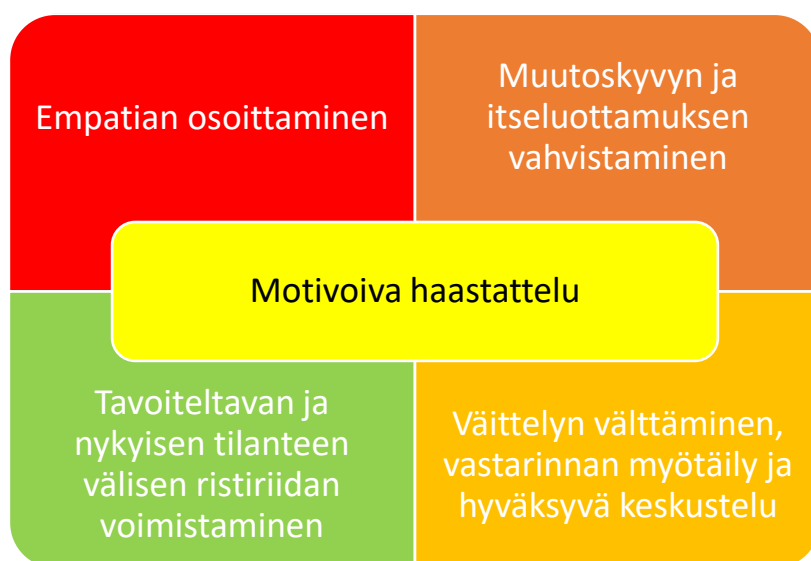 Empatian osoittaminen
Muutoskyvyn ja
itseluottamuksen
vahvistaminen
Motivoiva haastattelu
Tavoiteltavan ja
nykyisen tilanteen
välisen ristiriidan
voimistaminen
Väittelyn välttäminen,
vastarinnan myötäily ja
hyväksyvä keskustelu